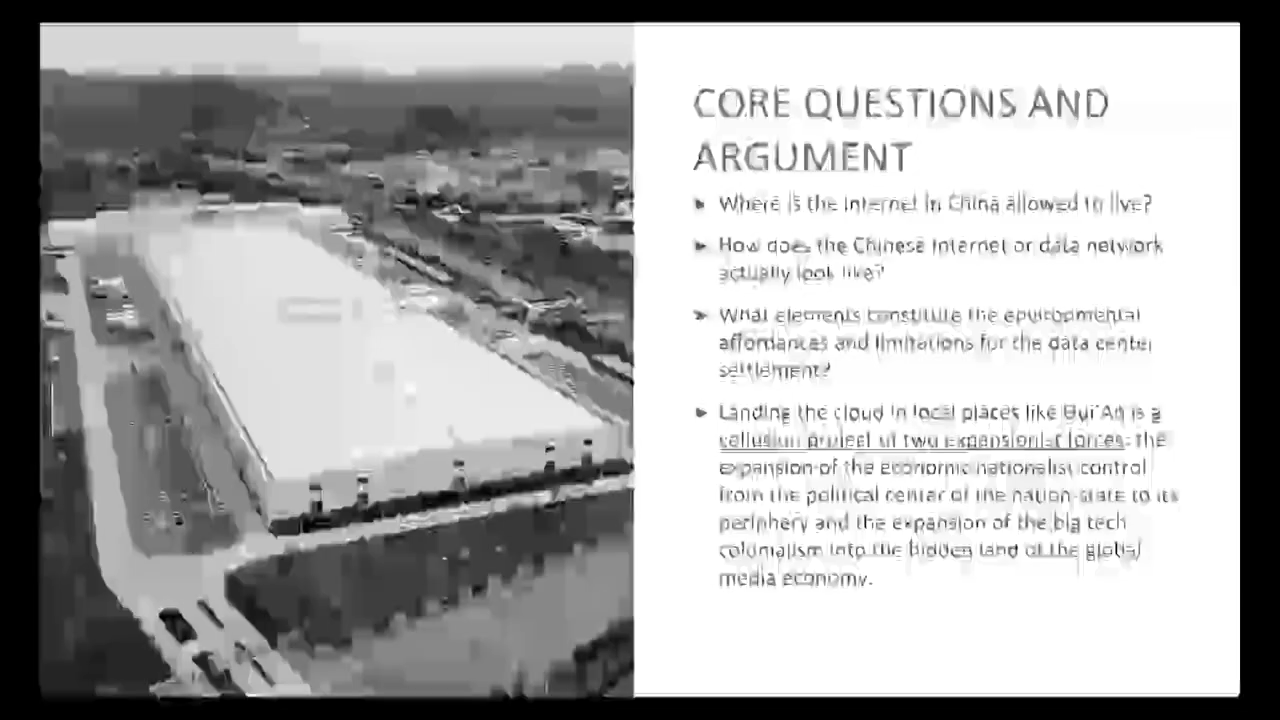 CORE QUESTIONS AND
ARGUMENT
Where is the internet in China allowed to live?
How does the Chinese internet or data network
actually look like?
What elements constitute the environmental
affordances and limitations for the data center
settlement?
Landing the cloud in local places like Gui'An is a
collusion project of two expansionist forces: the
expansion of the economic nationalist control
from the political center of the nation-state to its
periphery and the expansion of the big tech
colonialism into the hidden land of the global
media economy.